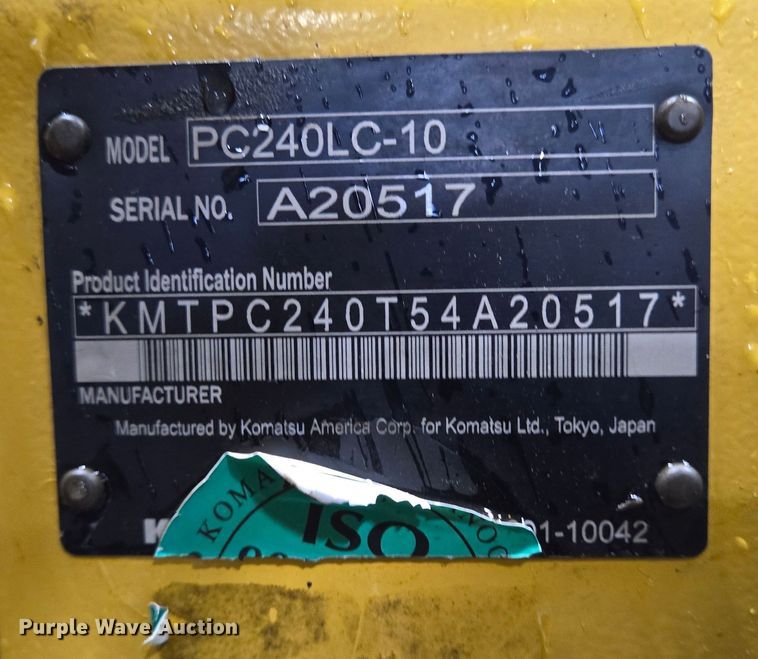 MODEL PC240LC-10
SERIAL NO. A20517
Product Identification Number
*KMTPC240T54A20517*
MANUFACTURER
Manufactured by Komatsu America Corp. for Komatsu Ltd., Tokyo, Japan
ISO
01-10042
Purple Wave Auction